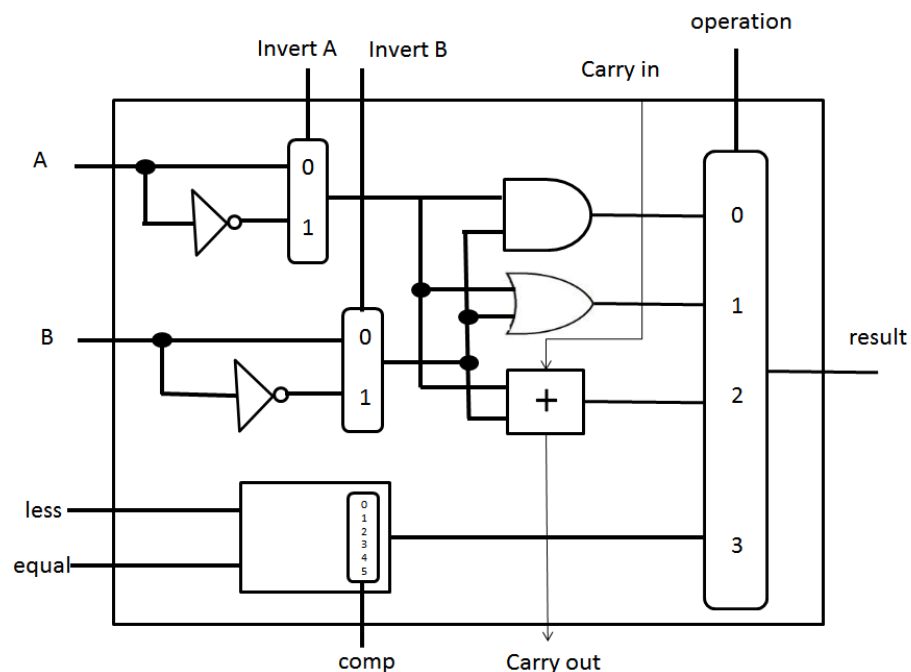 operation
Invert A
Invert B
Carry in
A
0
1
0
1
B
0
1
+
2
result
less
equal
0
1
2
3
4
5
3
comp
Carry out